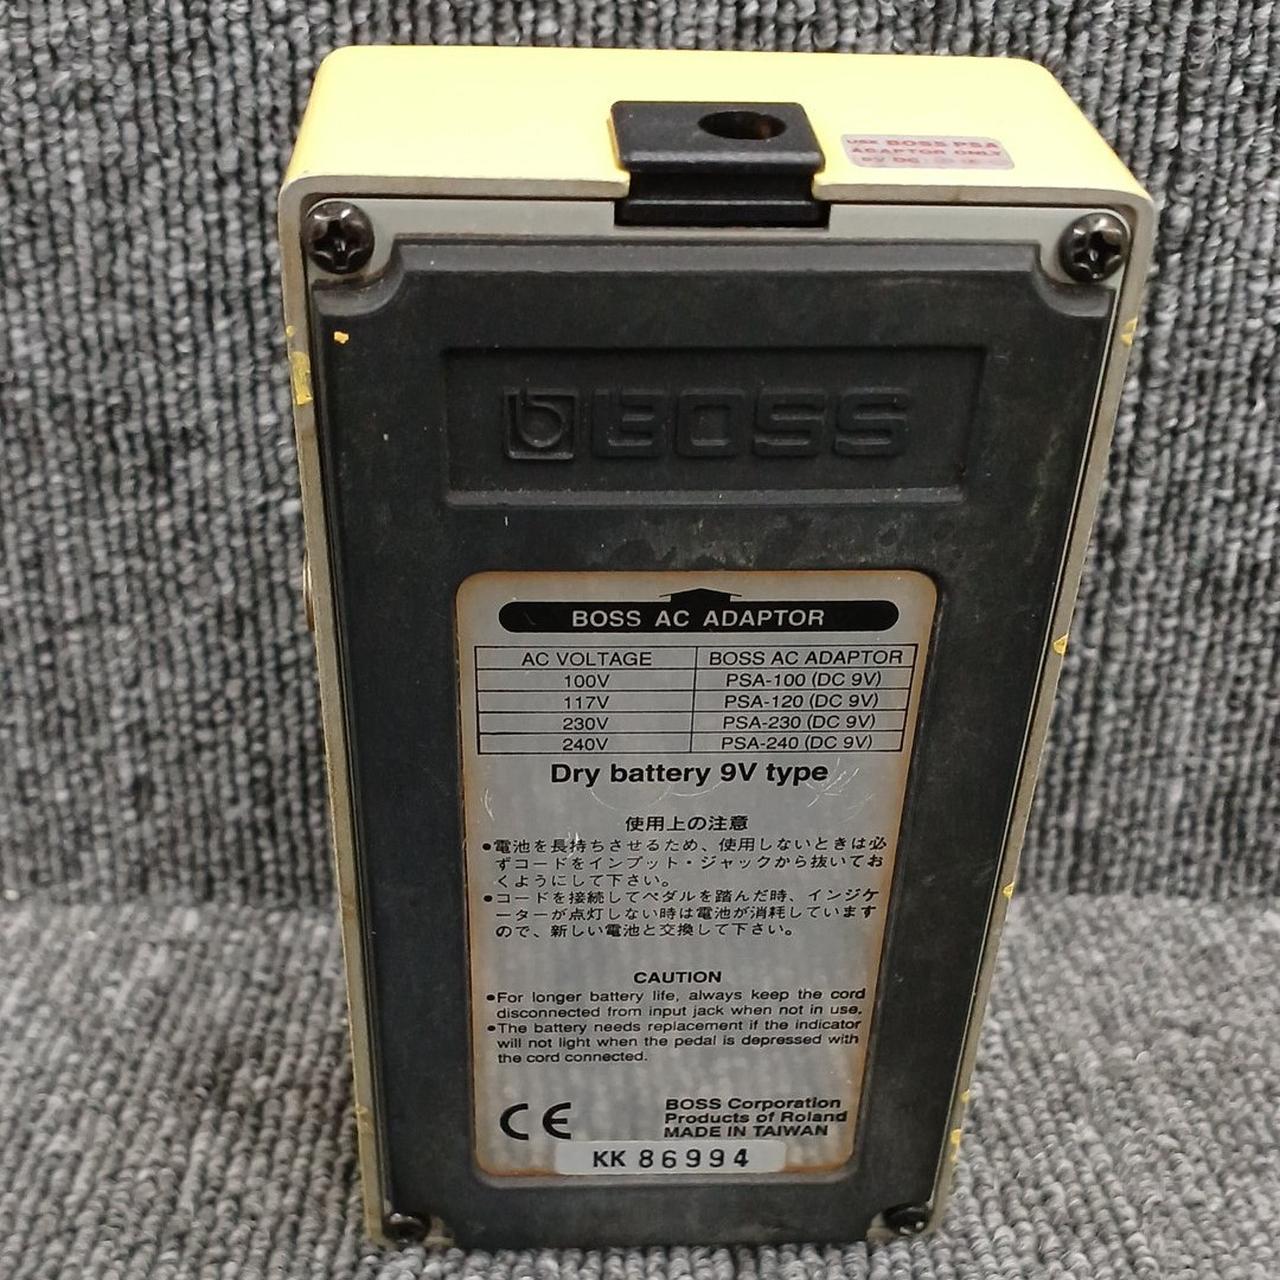 USE BOSS PSA
ADAPTOR ONLY
9V DC
BOSS
BOSS AC ADAPTOR
AC VOLTAGE BOSS AC ADAPTOR
100V PSA-100 (DC 9V)
117V PSA-120 (DC 9V)
230V PSA-230 (DC 9V)
240V PSA-240 (DC 9V)
Dry battery 9V type
使用上の注意
●電池を長持ちさせるため、使用しないときは必
ずコードをインプット・ジャックから抜いてお
くようにして下さい。
●コードを接続してペダルを踏んだ時、インジケ
ーターが点灯しない時は電池が消耗しています
ので、新しい電池と交換して下さい。
CAUTION
●For longer battery life, always keep the cord
disconnected from input jack when not in use.
●The battery needs replacement if the indicator
will not light when the pedal is depressed with
the cord connected.
CE
BOSS Corporation
Products of Roland
MADE IN TAIWAN
KK 86994